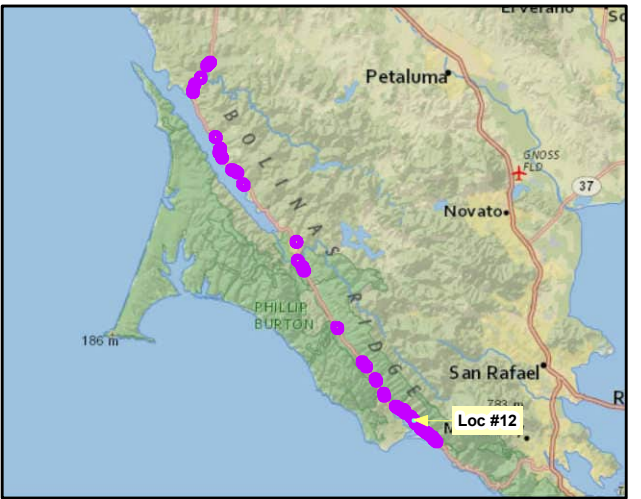 El Verano
Petaluma
GNOSS
FLD
37
BOLINAS
Novato
PHILLIP
BURTON
RIDGE
186 m
San Rafael
783 m
Loc #12